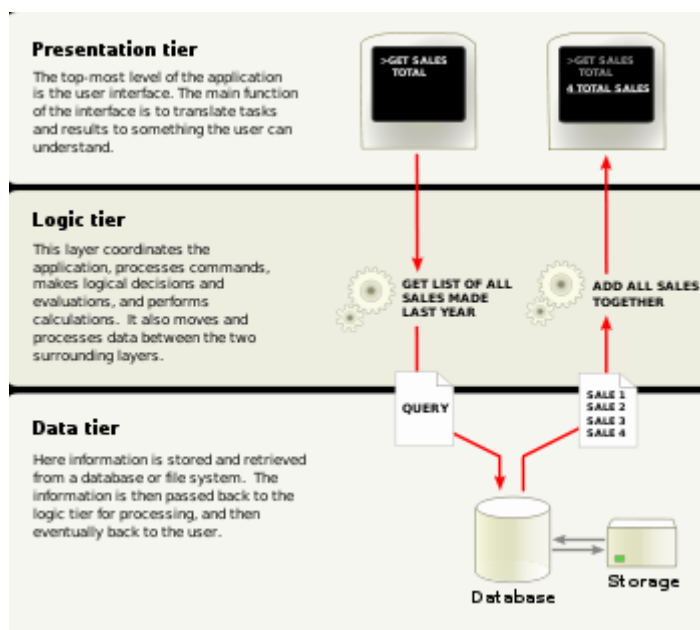 Presentation tier
The top-most level of the application
is the user interface. The main function
of the interface is to translate tasks
and results to something the user can
understand.
>GET SALES
TOTAL
>GET SALES
TOTAL
4 TOTAL SALES
Logic tier
This layer coordinates the
application, processes commands,
makes logical decisions and
evaluations, and performs
calculations. It also moves and
processes data between the two
surrounding layers.
GET LIST OF ALL
SALES MADE
LAST YEAR
ADD ALL SALES
TOGETHER
QUERY
SALE 1
SALE 2
SALE 3
SALE 4
Data tier
Here information is stored and retrieved
from a database or file system. The
information is then passed back to the
logic tier for processing, and then
eventually back to the user.
Database
Storage